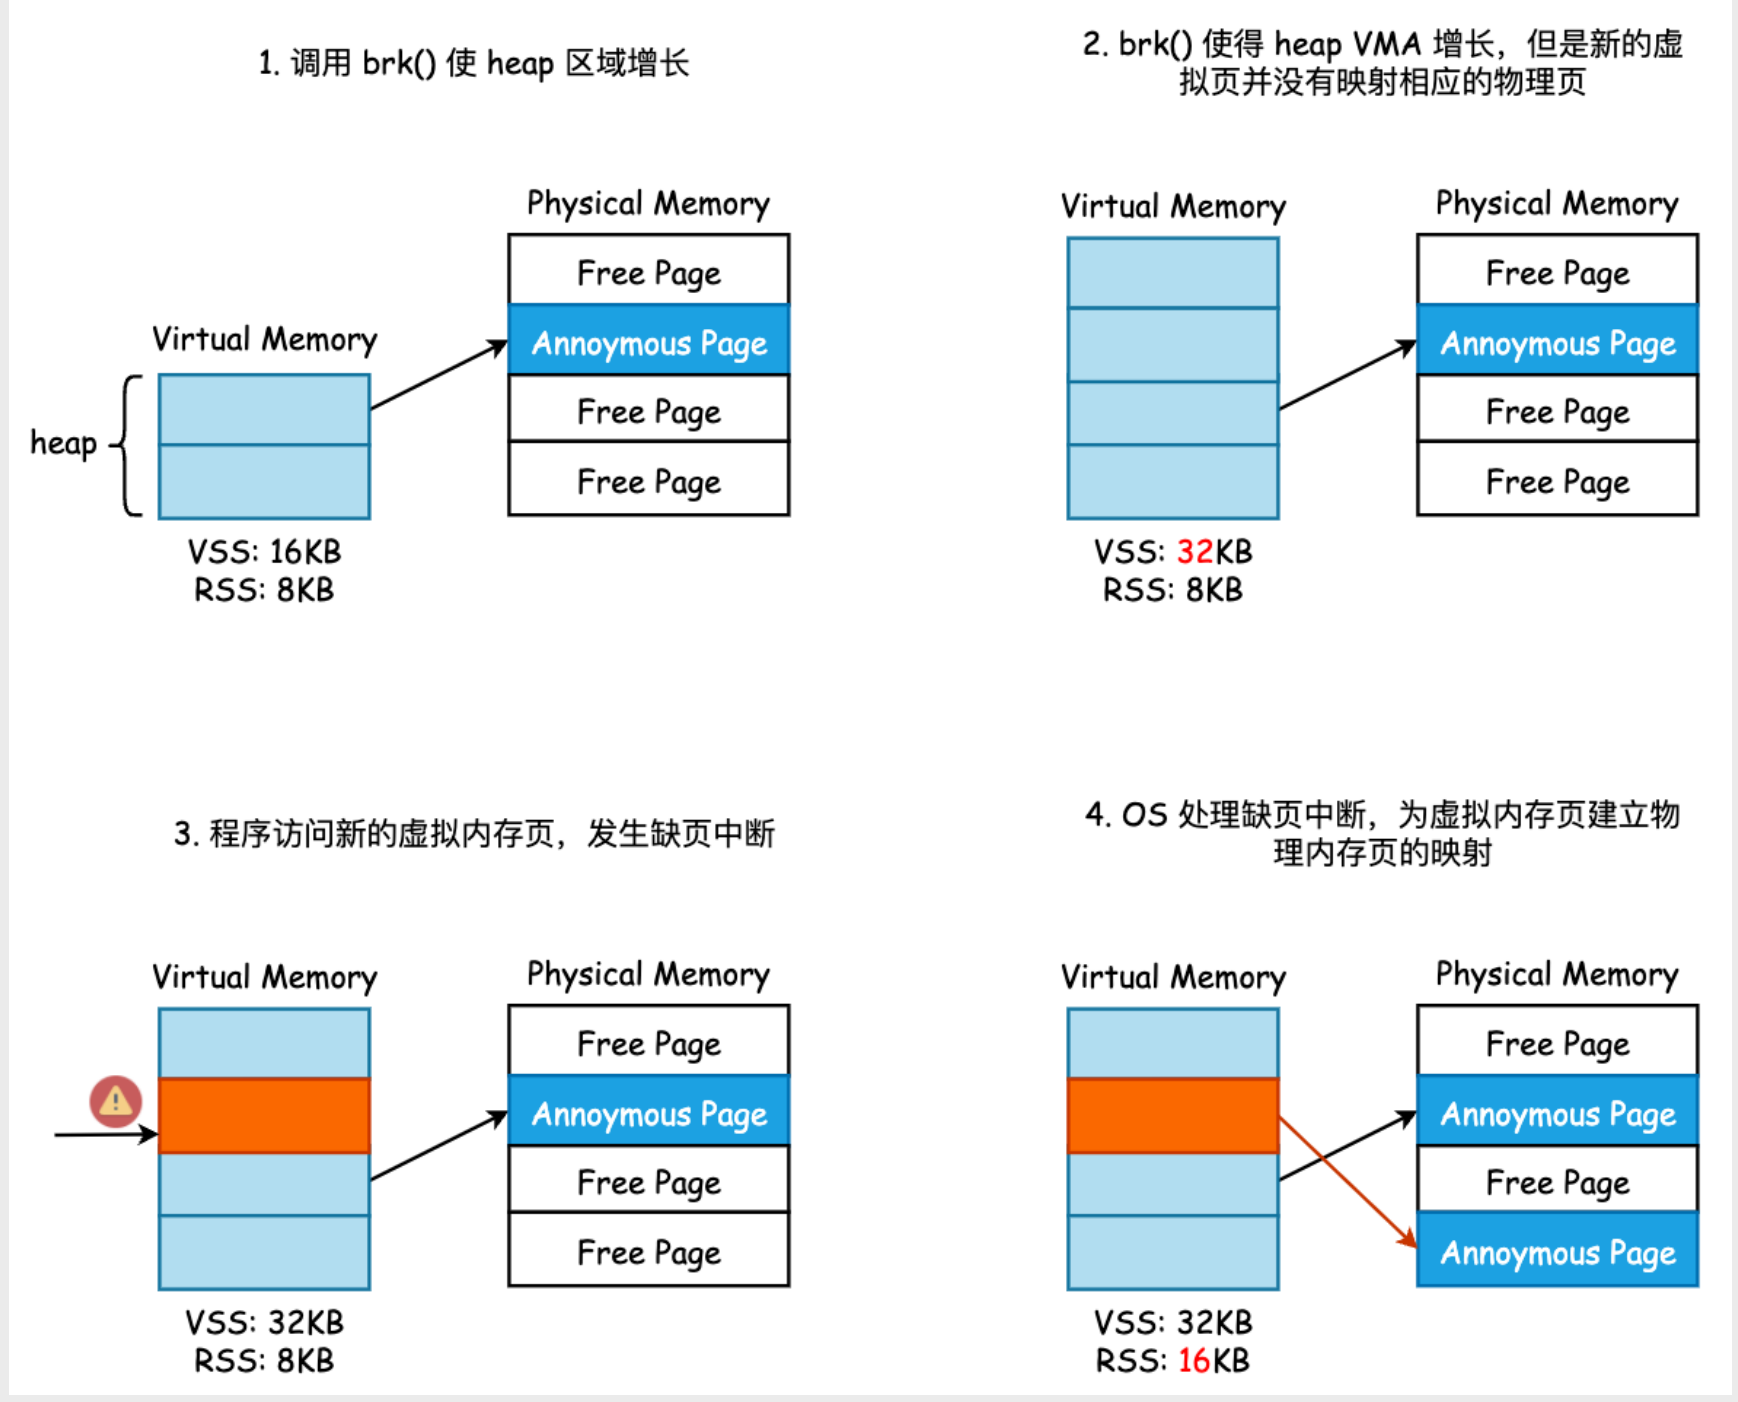 1. 调用 brk() 使 heap 区域增长
Virtual Memory
heap
VSS: 16KB
RSS: 8KB
Physical Memory
Free Page
Annoymous Page
Free Page
Free Page
2. brk() 使得 heap VMA 增长，但是新的虚
拟页并没有映射相应的物理页
Virtual Memory
VSS: 32KB
RSS: 8KB
Physical Memory
Free Page
Annoymous Page
Free Page
Free Page
3. 程序访问新的虚拟内存页，发生缺页中断
Virtual Memory
VSS: 32KB
RSS: 8KB
Physical Memory
Free Page
Annoymous Page
Free Page
Free Page
4. OS 处理缺页中断，为虚拟内存页建立物
理内存页的映射
Virtual Memory
VSS: 32KB
RSS: 16KB
Physical Memory
Free Page
Annoymous Page
Free Page
Annoymous Page